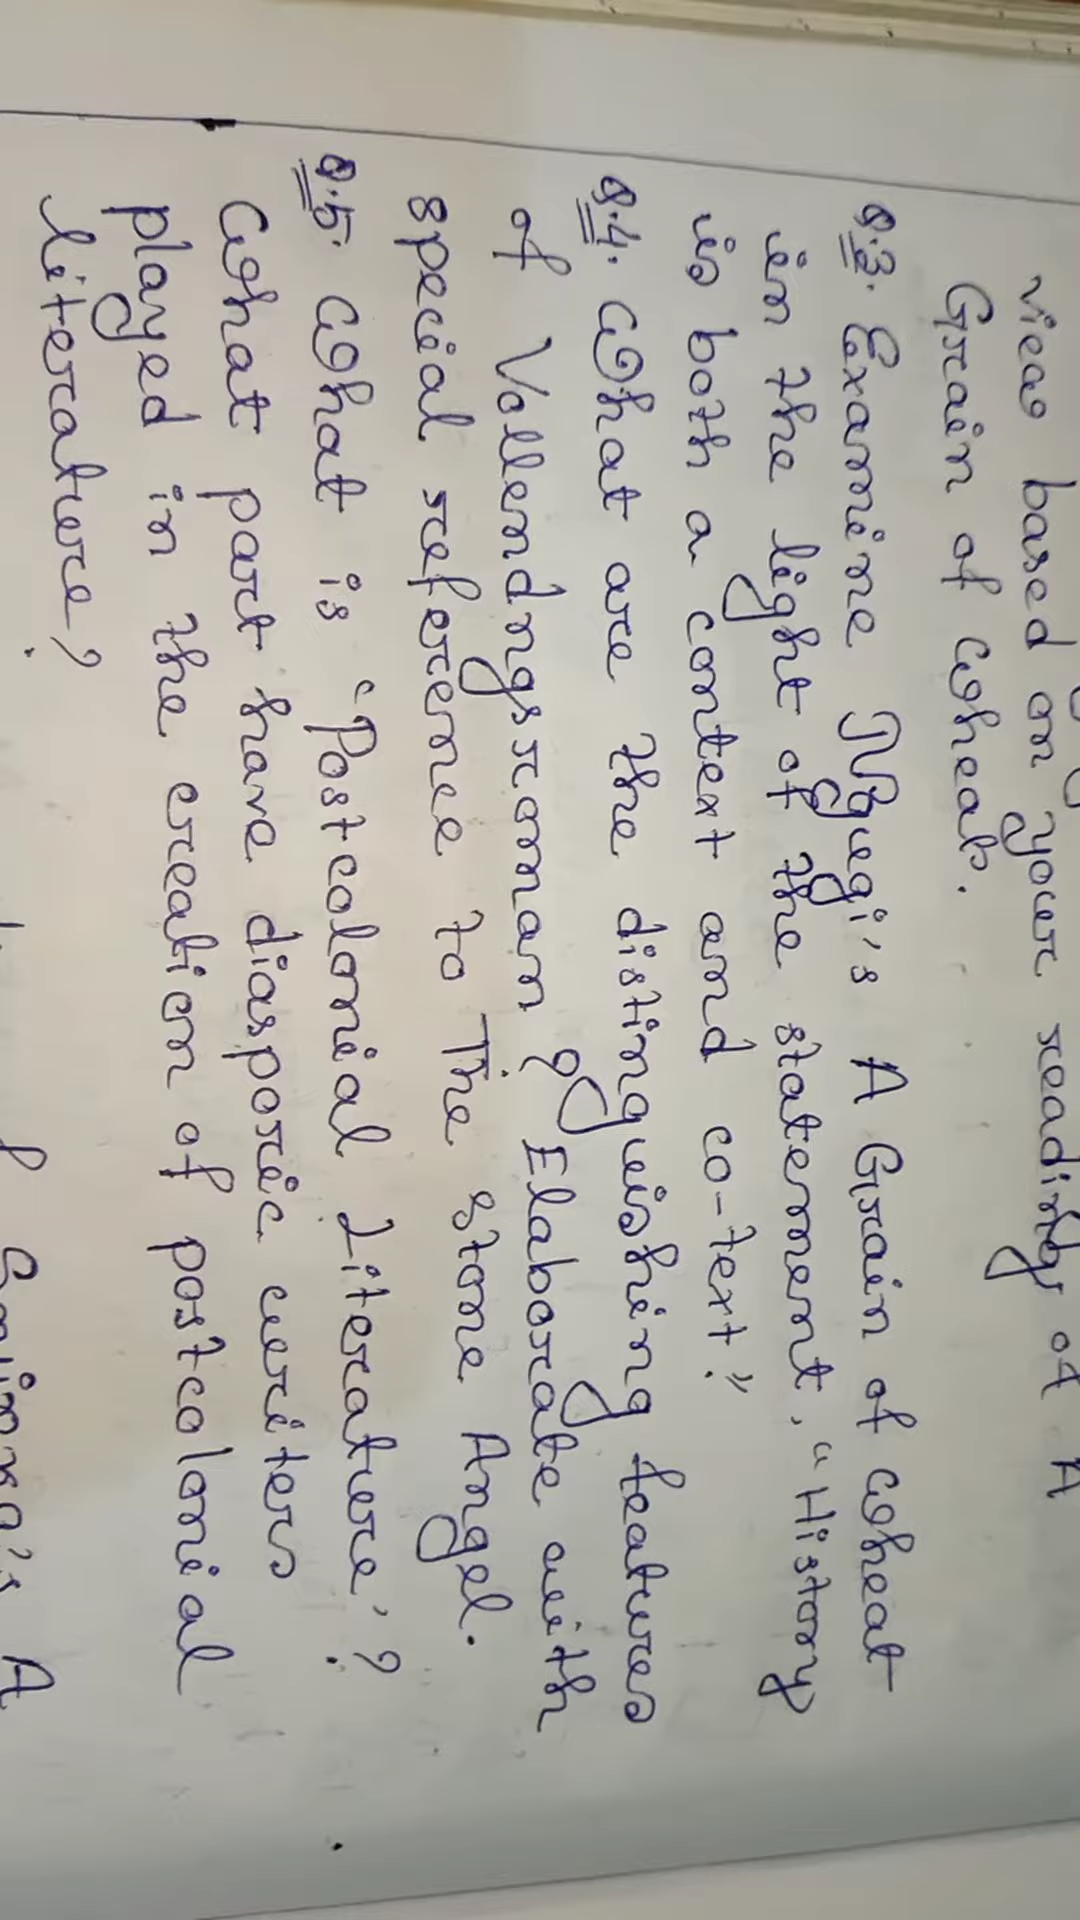 view based on your reading of A
Grain of Wheat.
Q.3. Examine Ngugi's A Grain of Wheat
in the light of the statement, "History
is both a context and co-text."
Q.4. What are the distinguishing features
of Vollendngsroman? Elaborate with
special reference to The Stone Angel.
Q.5. What is 'Postcolonial Literature'?
What part have diasporic writers
played in the creation of postcolonial
literature?
A